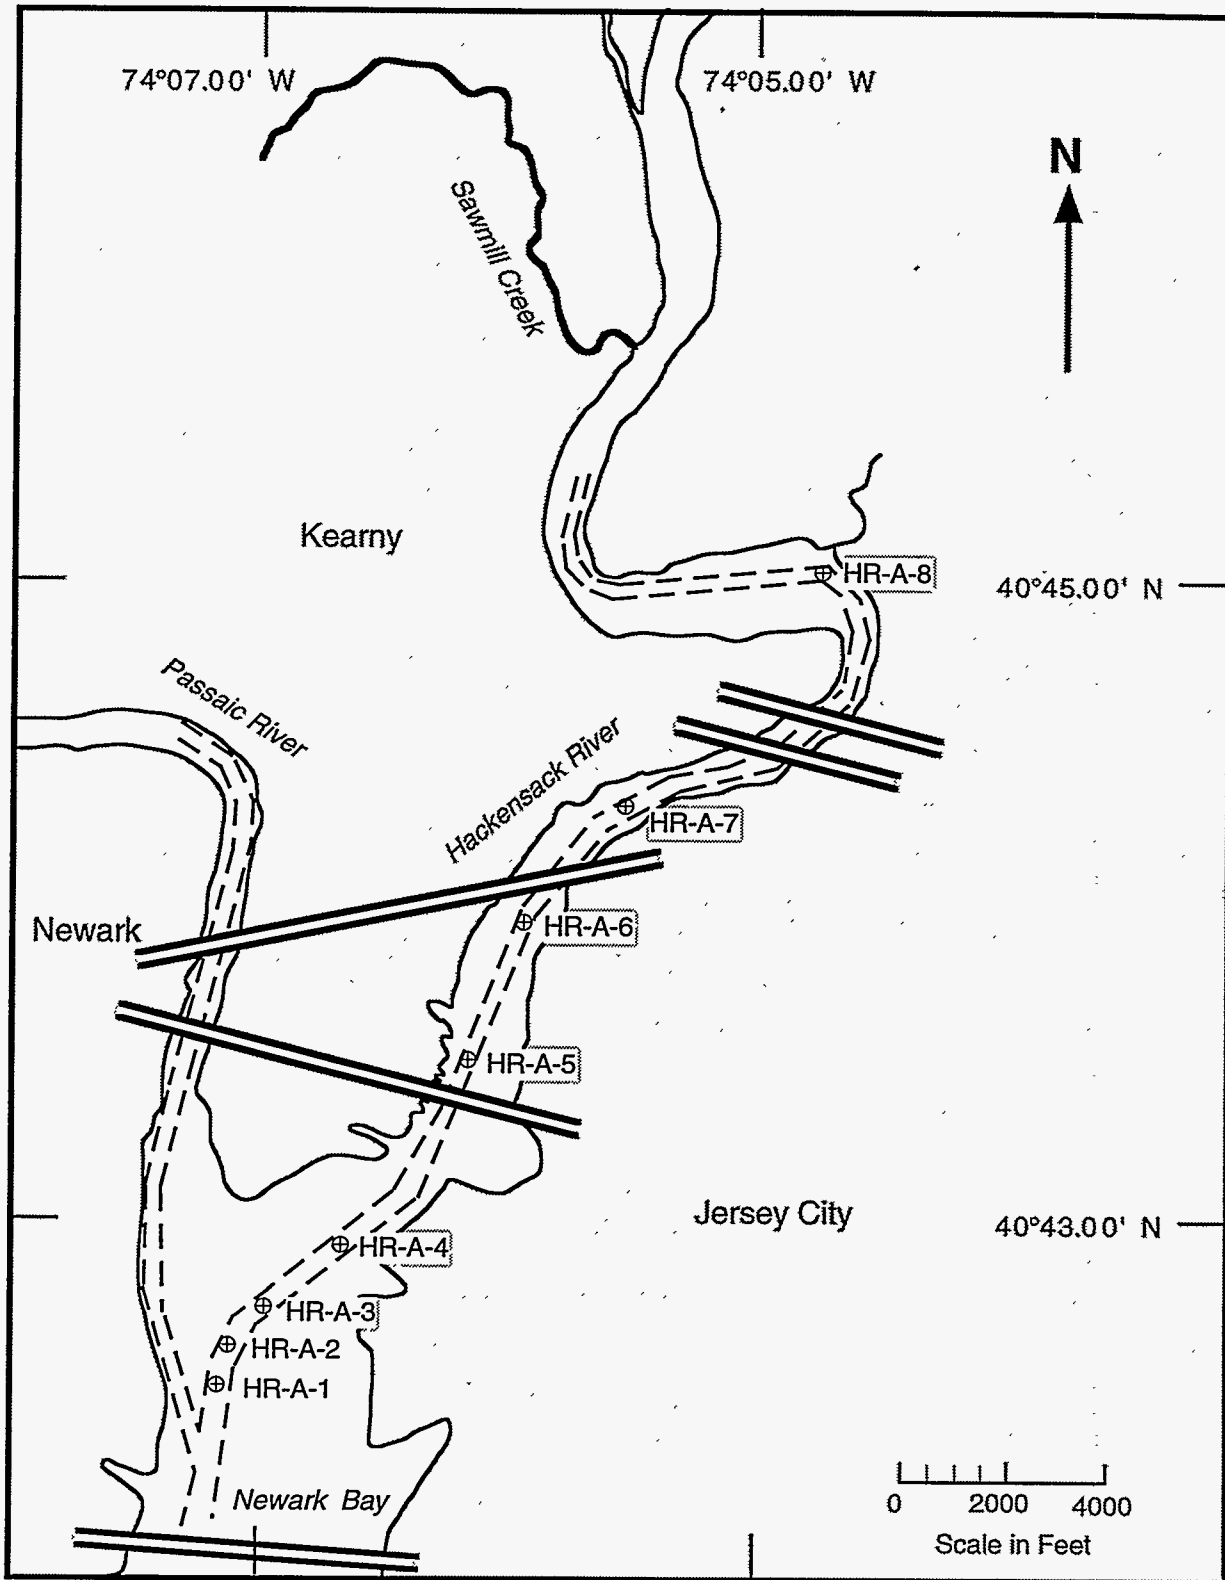 74°07.00' W
74°05.00' W
N
Sawmill Creek
Kearny
HR-A-8
40°45.00' N
Passaic River
Hackensack River
HR-A-7
Newark
HR-A-6
HR-A-5
Jersey City
40°43.00' N
HR-A-4
HR-A-3
HR-A-2
HR-A-1
Newark Bay
0 2000 4000
Scale in Feet